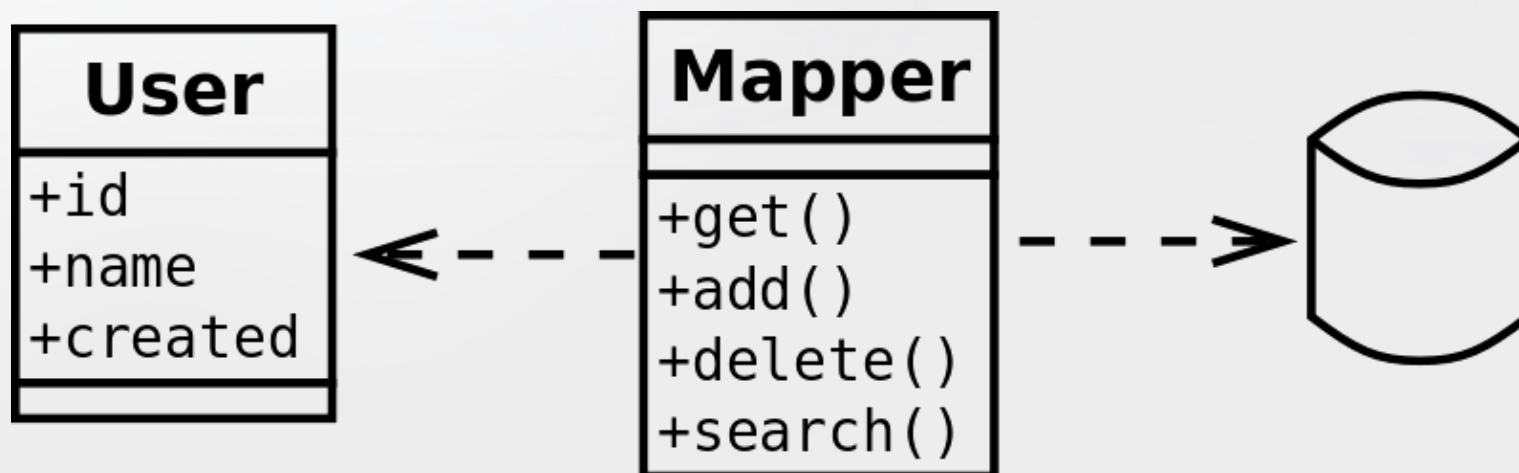 User
+id
+name
+created
Mapper
+get()
+add()
+delete()
+search()